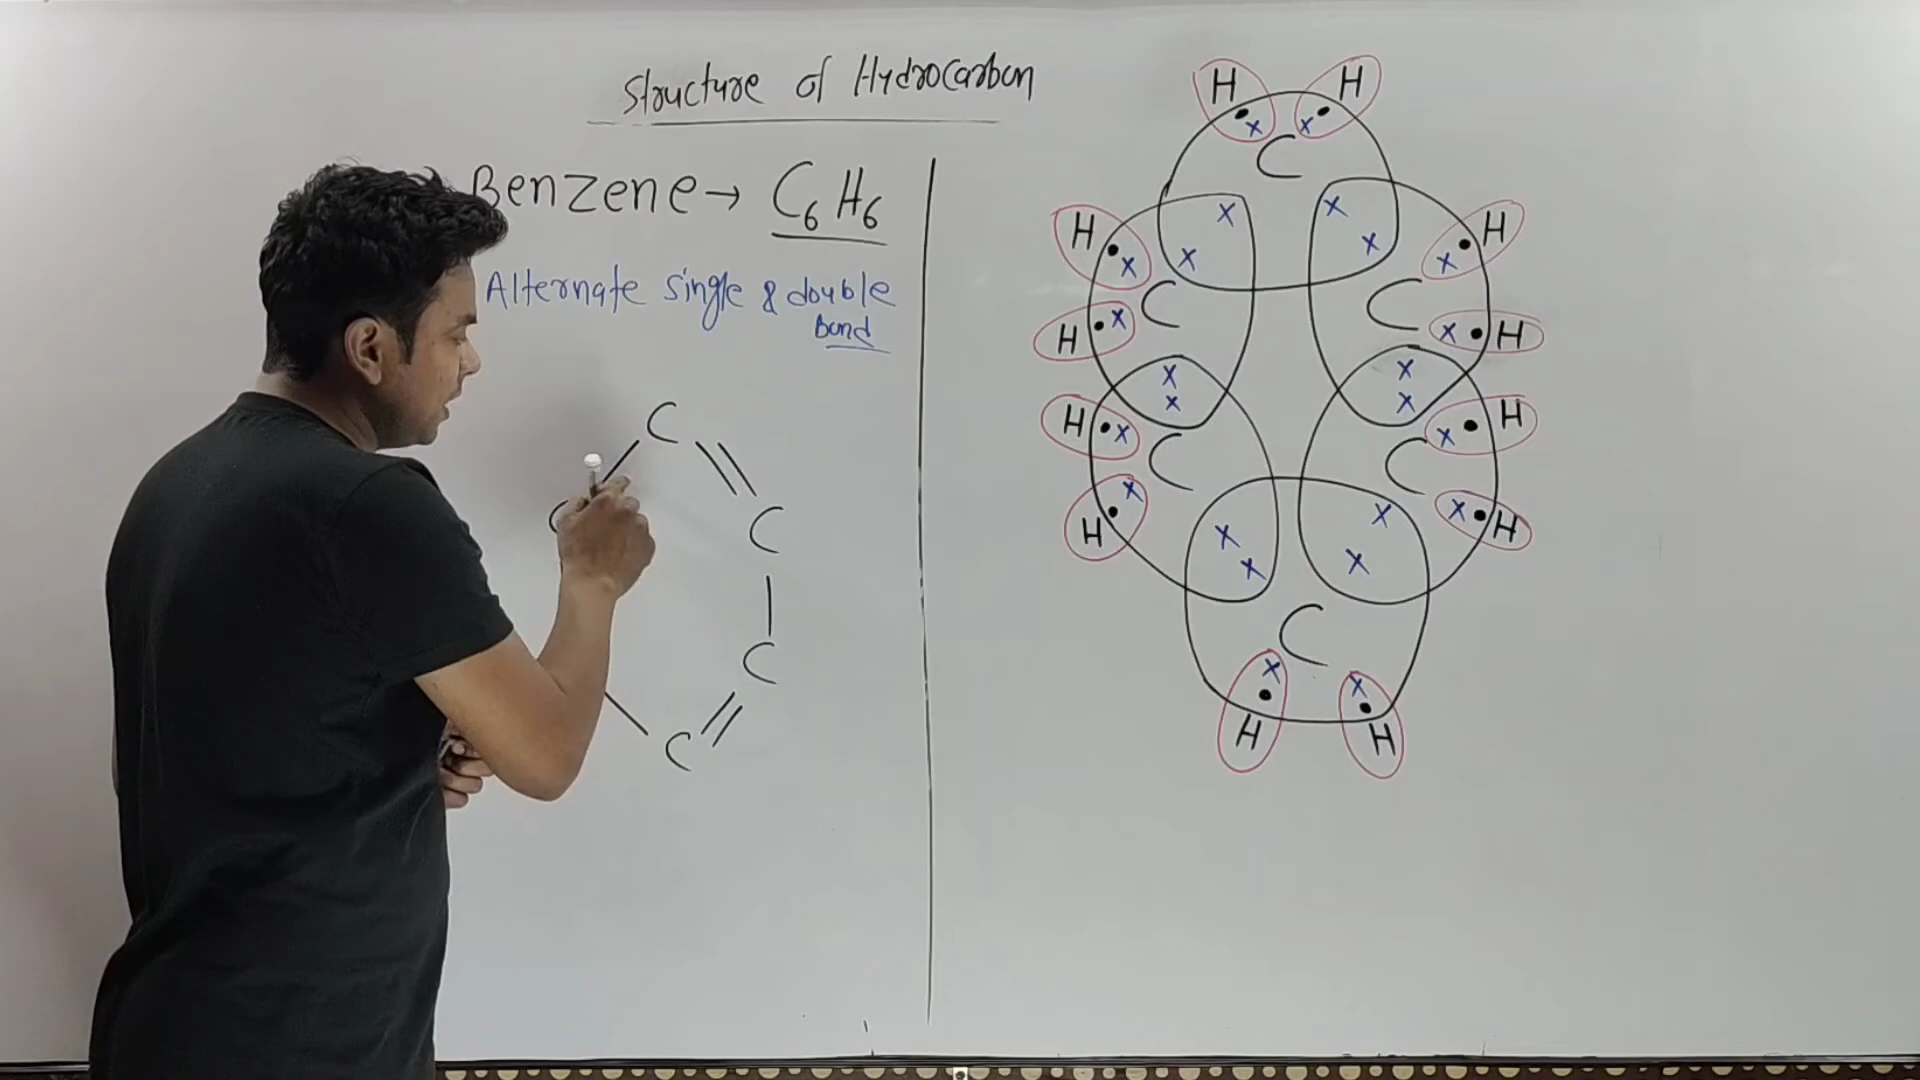 Structure of Hydrocarbon
Benzene → C6H6
Alternate single & double
Bond
C
C
C
C
C
H H
x x
C
x x
x x
H H
x x
C C
H x x H
x x
x x
H x x H
C C
H x x H
x x
x x
C
x x
H H